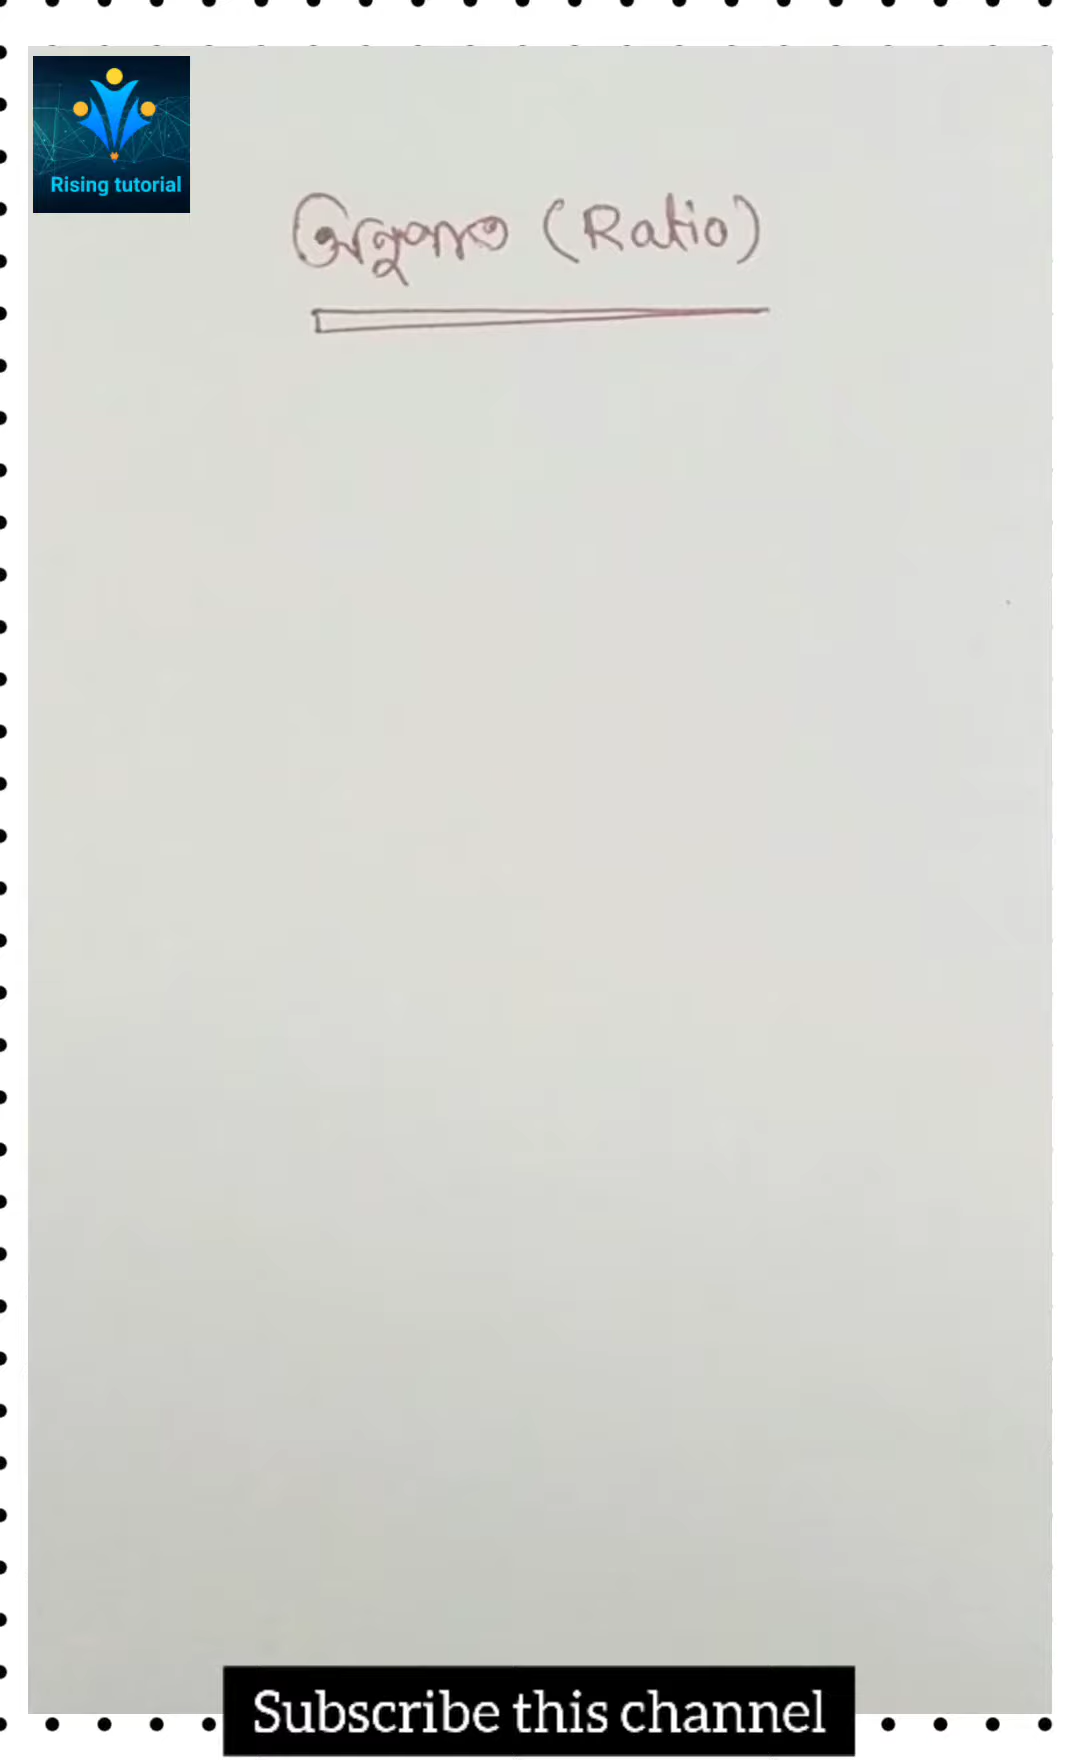 Rising tutorial
অনুপাত (Ratio)
Subscribe this channel